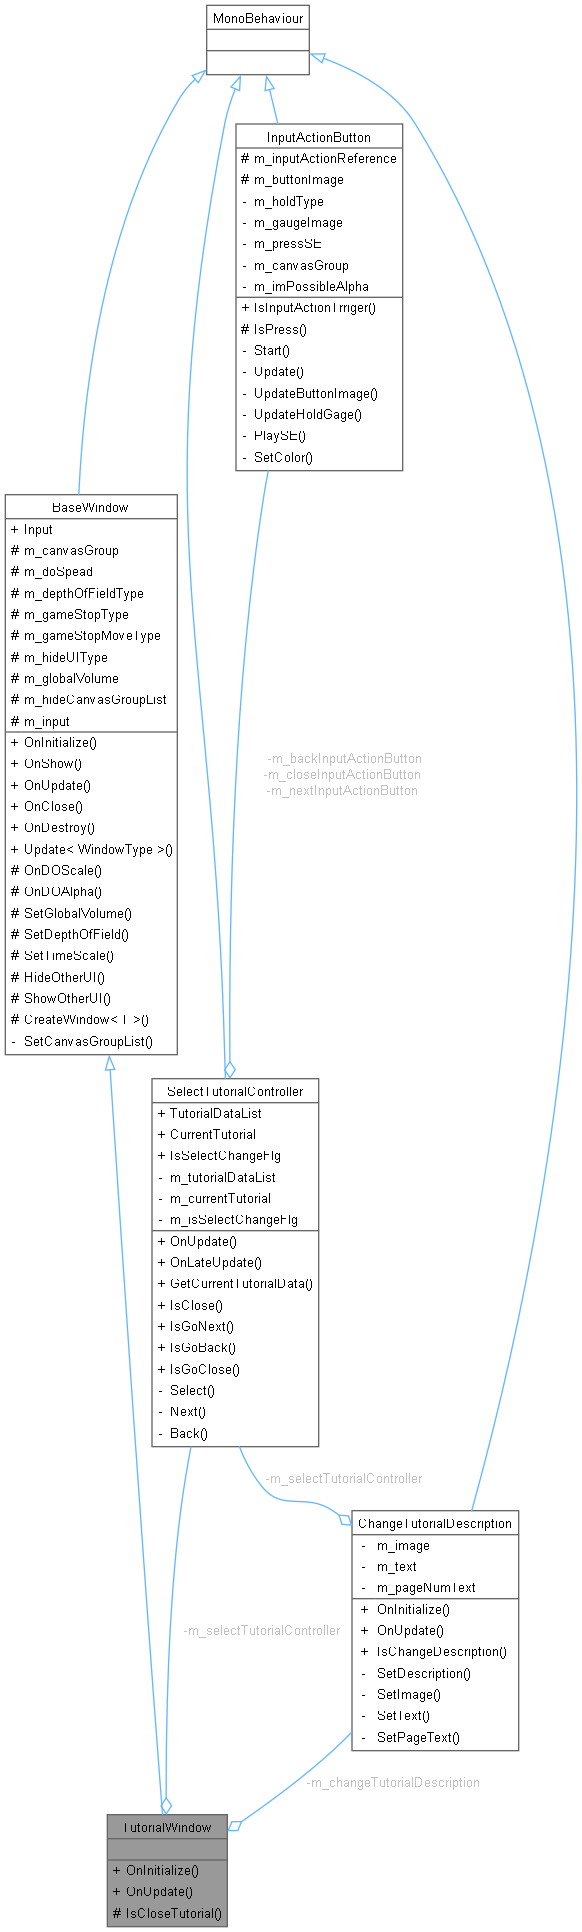 MonoBehaviour
InputActionButton
# m_inputActionReference
# m_buttonImage
- m_holdType
- m_gaugeImage
- m_pressSE
- m_canvasGroup
- m_imPossibleAlpha
+ IsInputActionTrriger()
# IsPress()
- Start()
- Update()
- UpdateButtonImage()
- UpdateHoldGage()
- PlaySE()
- SetColor()
BaseWindow
+ Input
# m_canvasGroup
# m_doSpead
# m_depthOfFieldType
# m_gameStopType
# m_gameStopMoveType
# m_hideUIType
# m_globalVolume
# m_hideCanvasGroupList
# m_input
+ OnInitialize()
+ OnShow()
+ OnUpdate()
+ OnClose()
+ OnDestroy()
+ Update< WindowType >()
# OnDOScale()
# OnDOAlpha()
# SetGlobalVolume()
# SetDepthOfField()
# SetTimeScale()
# HideOtherUI()
# ShowOtherUI()
# CreateWindow< T >()
- SetCanvasGroupList()
-m_backInputActionButton
-m_closeInputActionButton
-m_nextInputActionButton
SelectTutorialController
+ TutorialDataList
+ CurrentTutorial
+ IsSelectChangeFlg
- m_tutorialDataList
- m_currentTutorial
- m_isSelectChangeFlg
+ OnUpdate()
+ OnLateUpdate()
+ GetCurrentTutorialData()
+ IsClose()
+ IsGoNext()
+ IsGoBack()
+ IsGoClose()
- Select()
- Next()
- Back()
-m_selectTutorialController
ChangeTutorialDescription
- m_image
- m_text
- m_pageNumText
+ OnInitialize()
+ OnUpdate()
+ IsChangeDescription()
- SetDescription()
- SetImage()
- SetText()
- SetPageText()
-m_selectTutorialController
-m_changeTutorialDescription
TutorialWindow
+ OnInitialize()
+ OnUpdate()
# IsCloseTutorial()